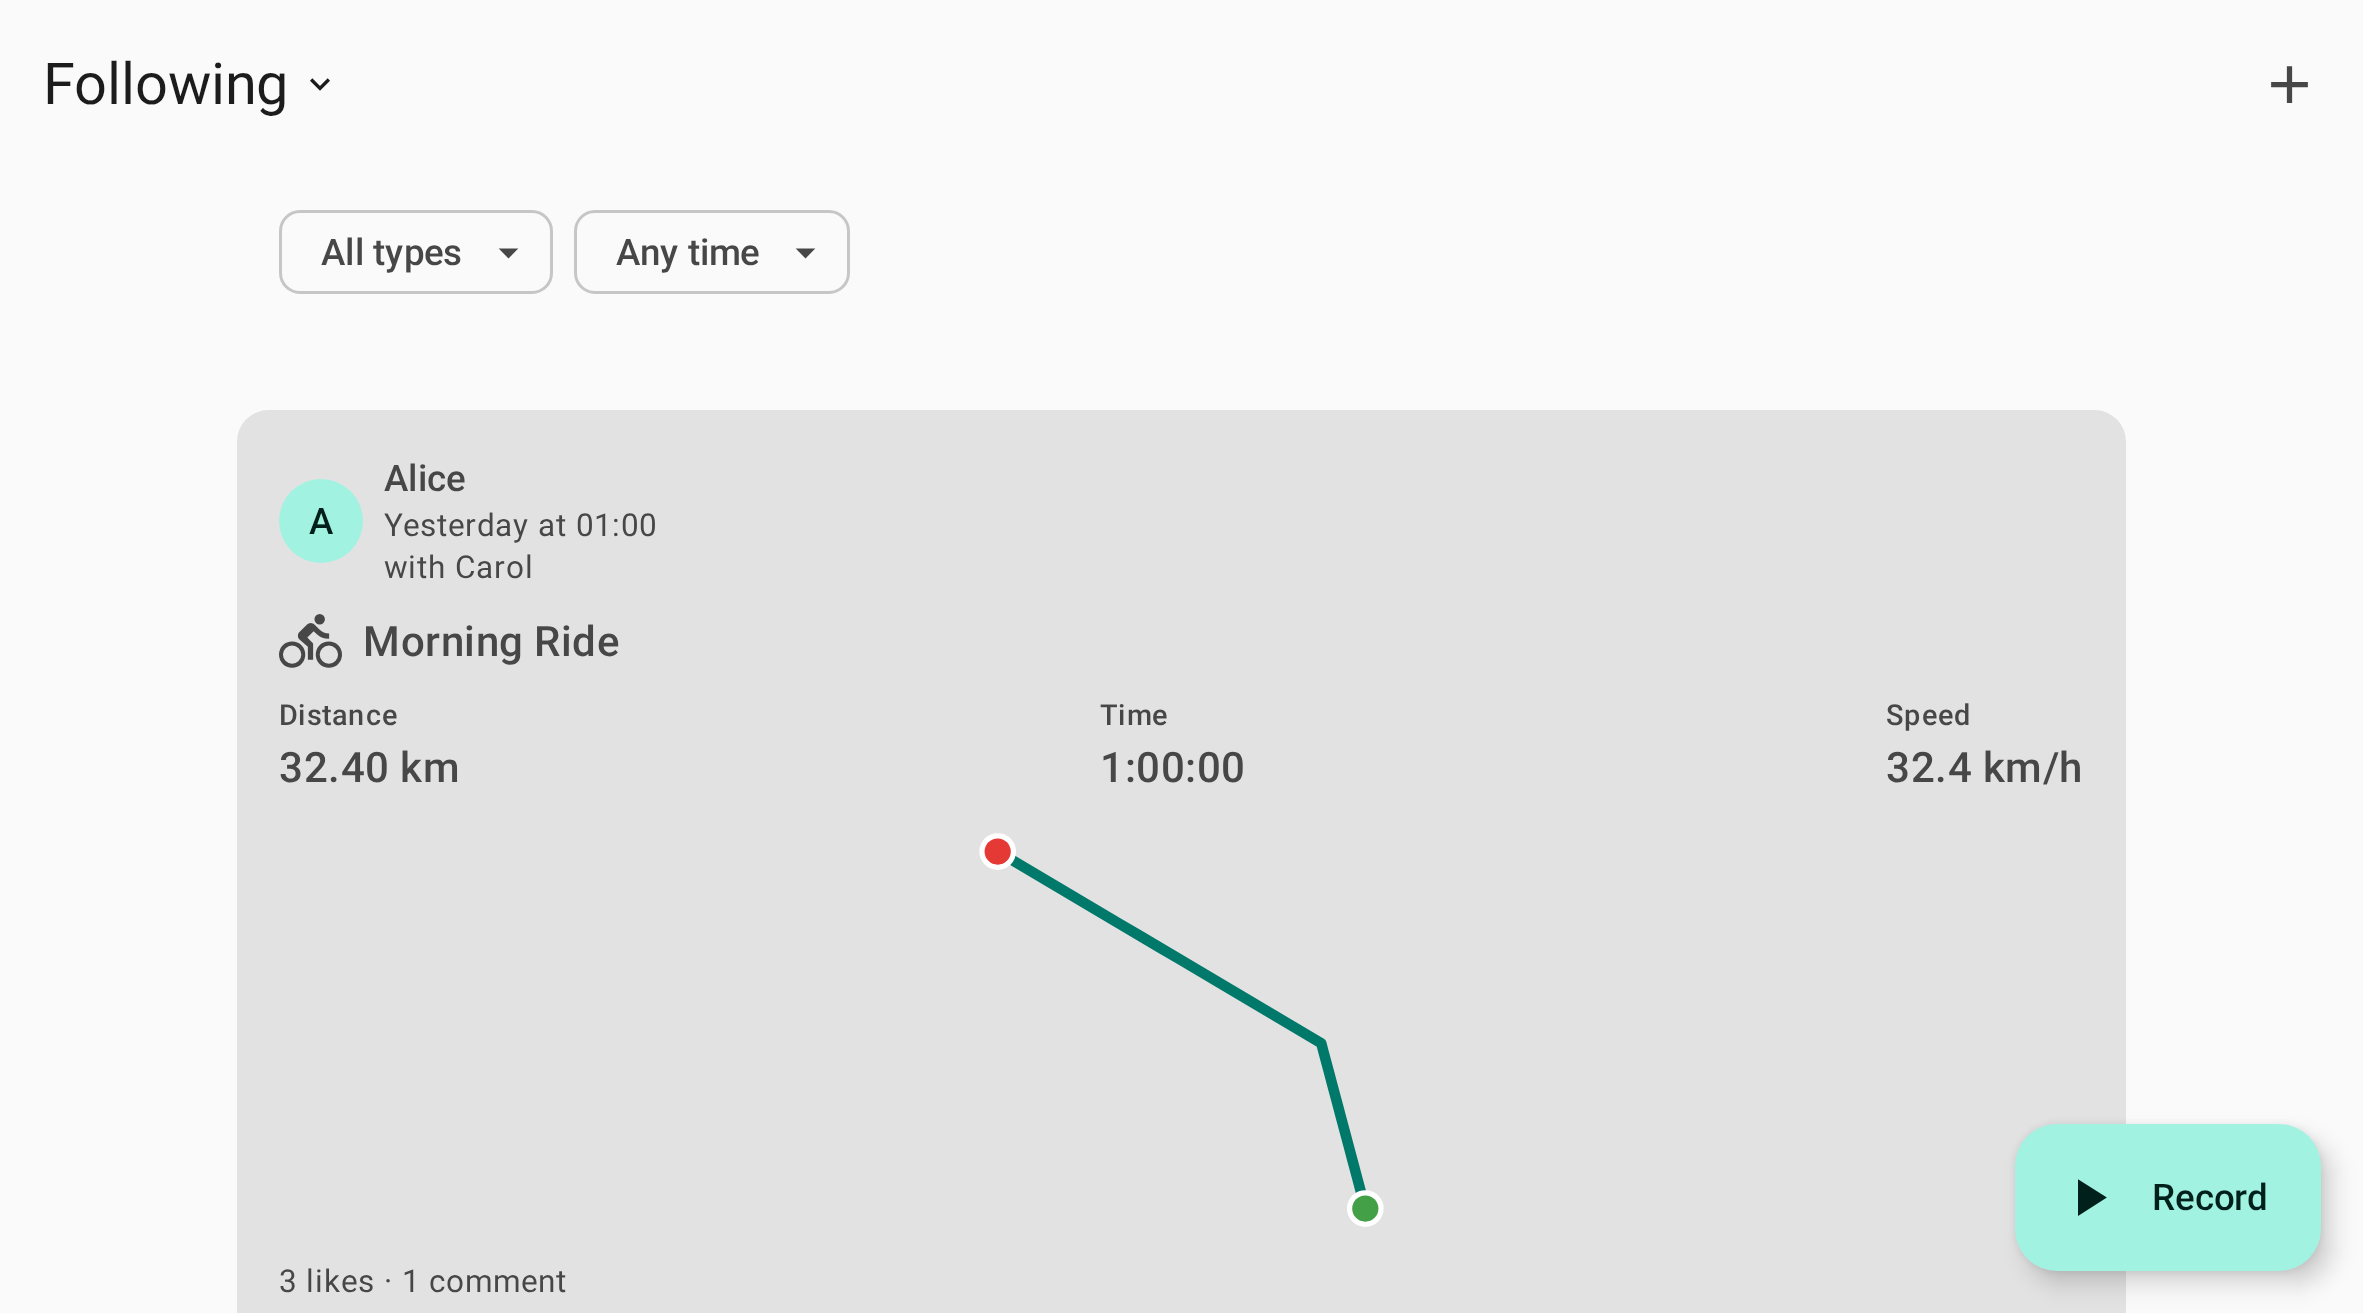 Following
All types
Any time
A
Alice
Yesterday at 01:00
with Carol
Morning Ride
Distance
32.40 km
Time
1:00:00
Speed
32.4 km/h
Record
3 likes · 1 comment